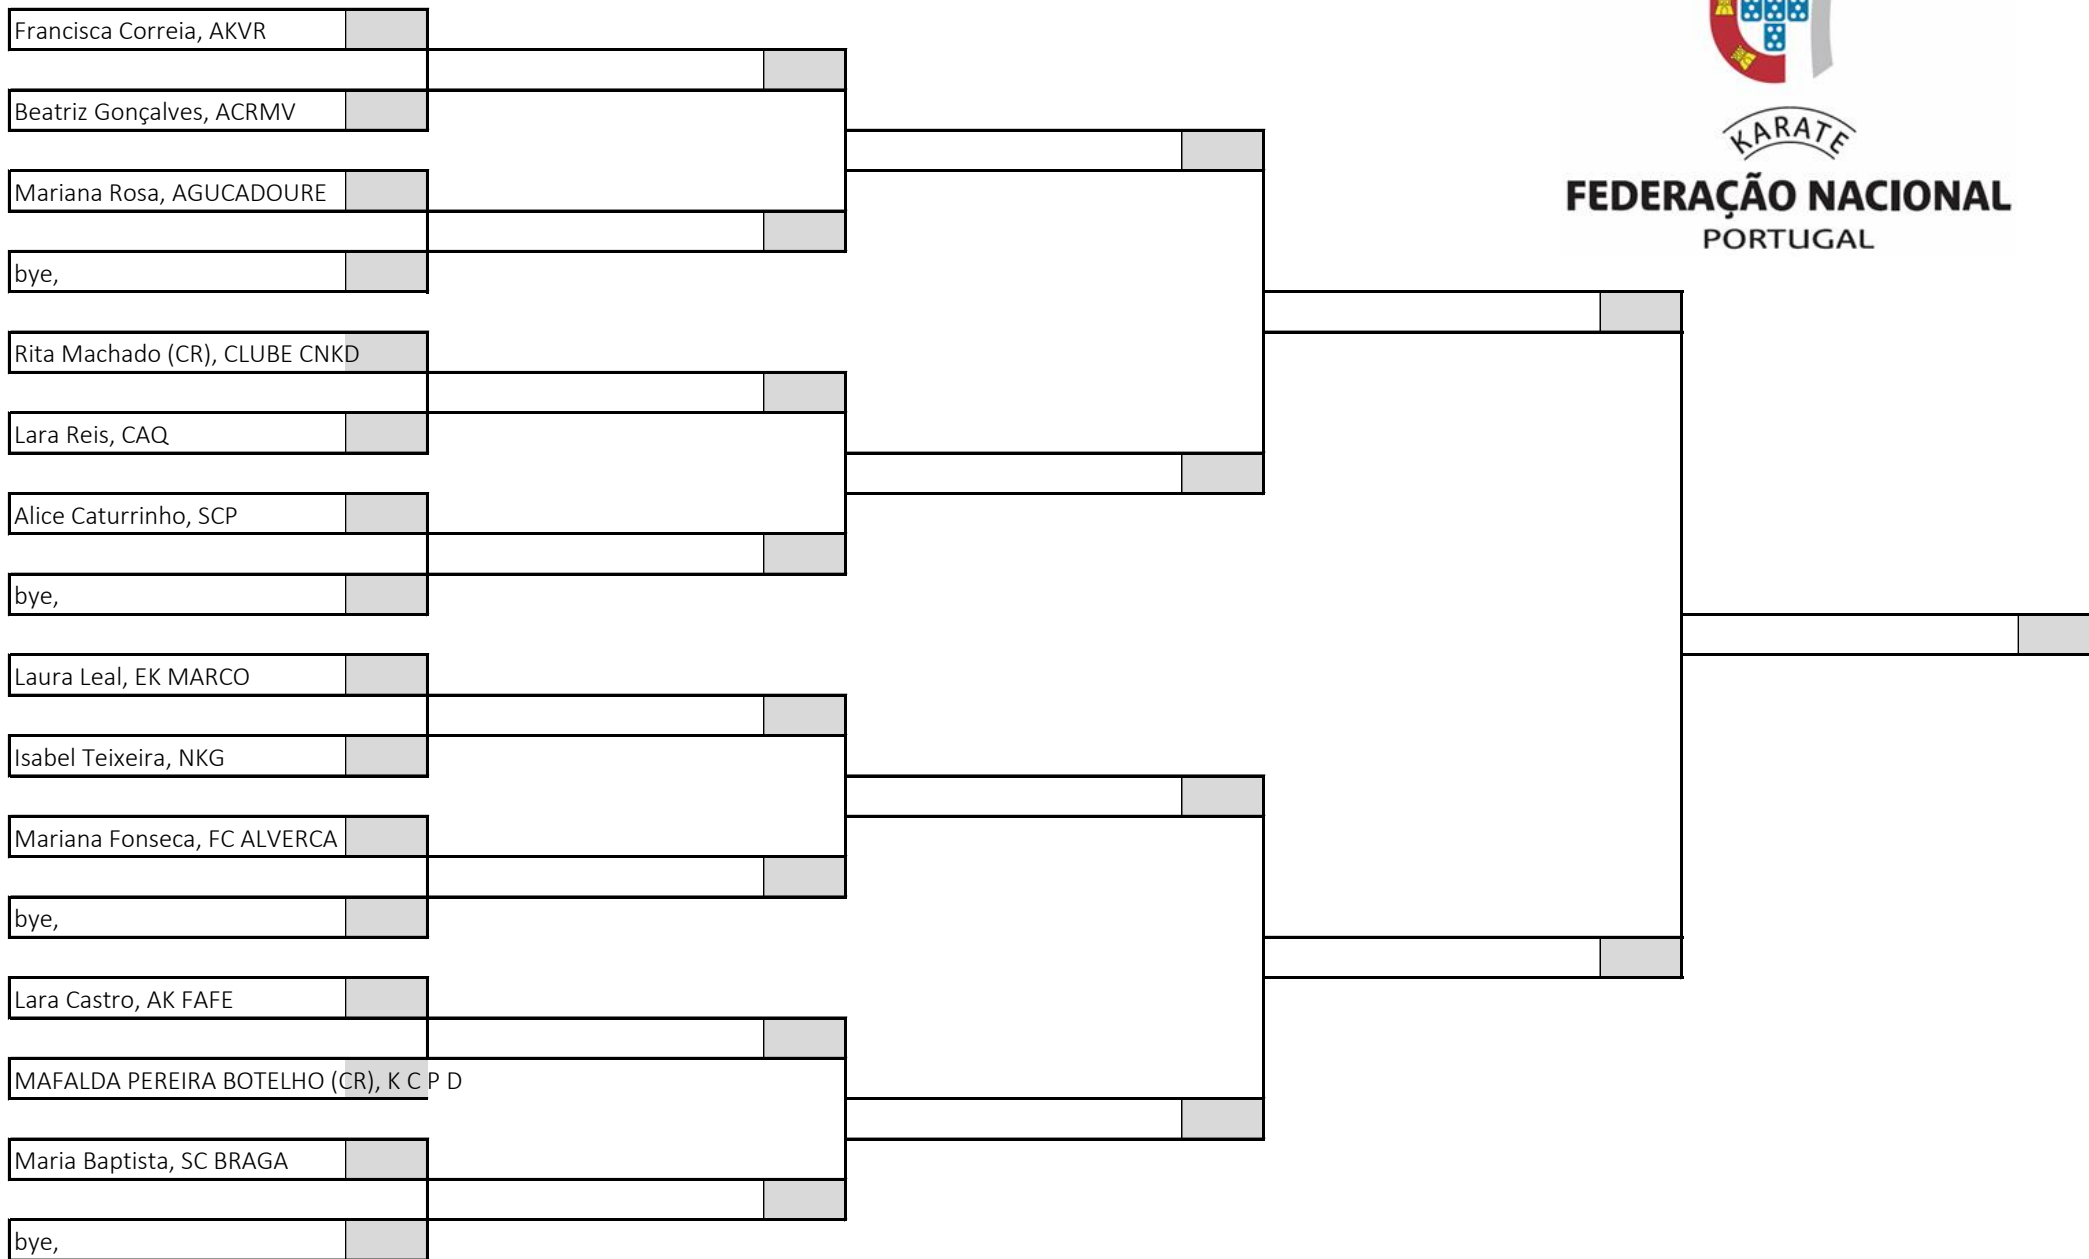 Francisca Correia, AKVR
Beatriz Gonçalves, ACRMV
KARATE
Mariana Rosa, AGUCADOURE
FEDERAÇÃO NACIONAL
PORTUGAL
bye,
Rita Machado (CR), CLUBE CNKD
Lara Reis, CAQ
Alice Caturrinho, SCP
bye,
Laura Leal, EK MARCO
Isabel Teixeira, NKG
Mariana Fonseca, FC ALVERCA
bye,
Lara Castro, AK FAFE
MAFALDA PEREIRA BOTELHO (CR), K C P D
Maria Baptista, SC BRAGA
bye,